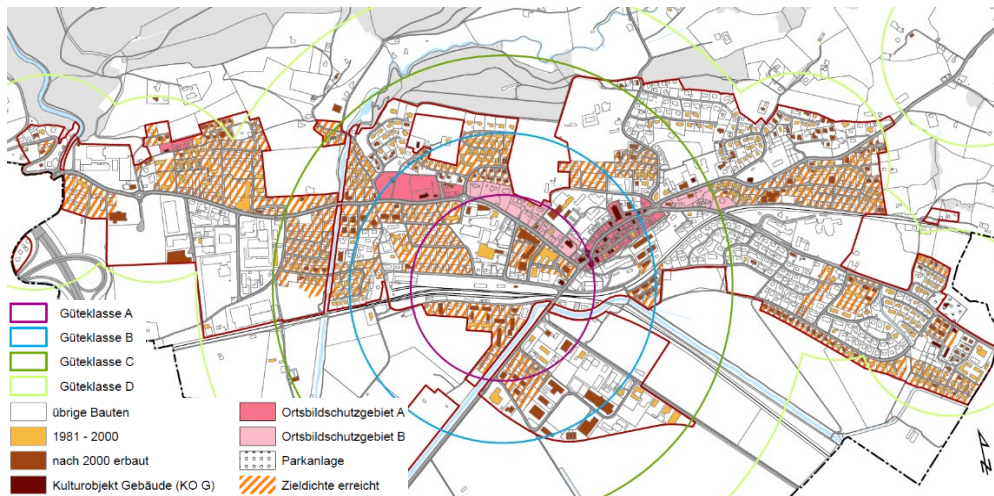 Güteklasse A
Güteklasse B
Güteklasse C
Güteklasse D
übrige Bauten
1981 - 2000
nach 2000 erbaut
Kulturobjekt Gebäude (KO G)
Ortsbildschutzgebiet A
Ortsbildschutzgebiet B
Parkanlage
Zieldichte erreicht
N